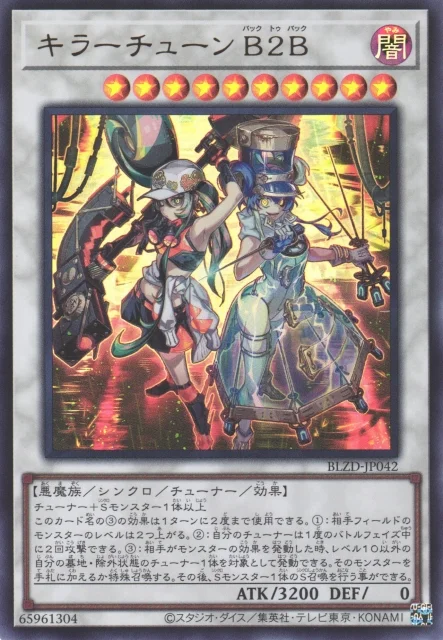 バック トゥ バック
キラーチューンB2B
やみ
闇
BLZD-JP042
【悪魔族／シンクロ／チューナー／効果】
チューナー＋Sモンスター1体以上
このカード名の③の効果は1ターンに2度まで使用できる。①：相手フィールド
のモンスターのレベルは2つ上がる。②：自分のチューナーは1度のバトルフェイズ中
に2回攻撃できる。③：相手がモンスターの効果を発動した時、レベル10以外の
自分の墓地・除外状態のチューナー1体を対象として発動できる。そのモンスターを
手札に加えるか特殊召喚する。その後、Sモンスター1体のS召喚を行う事ができる。
ATK/3200 DEF/ 0
65961304 ©スタジオ・ダイス／集英社・テレビ東京・KONAMI